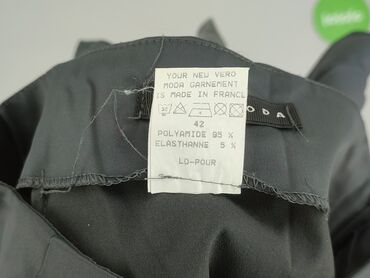 YOUR NEW VERO
MODA GARNEMENT
IS MADE IN FRANCE
42
POLYAMIDE 95 %
ELASTHANNE 5 %
LO-POUR
ODA